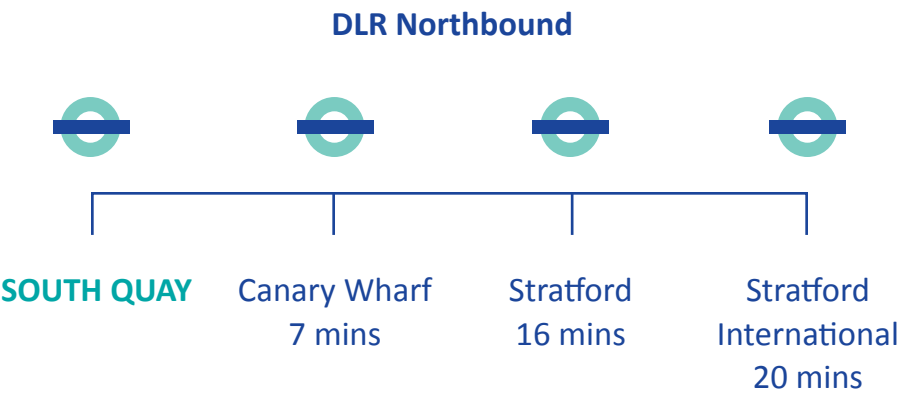 DLR Northbound
SOUTH QUAY
Canary Wharf
7 mins
Stratford
16 mins
Stratford
International
20 mins